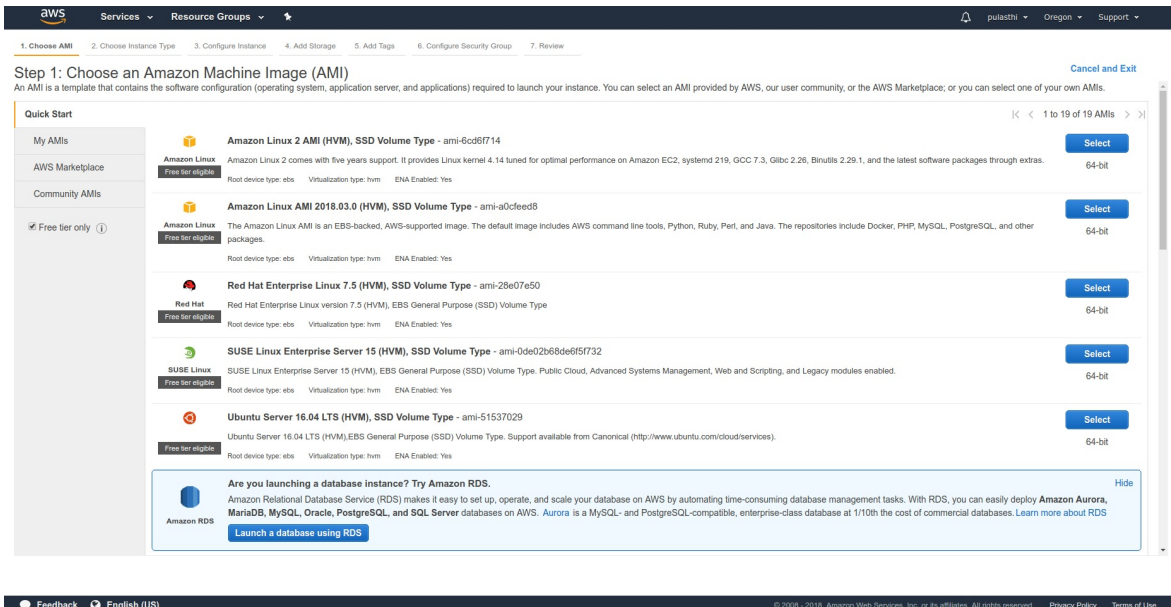 aws
Services
Resource Groups
pulasthi
Oregon
Support
1. Choose AMI
2. Choose Instance Type
3. Configure Instance
4. Add Storage
5. Add Tags
6. Configure Security Group
7. Review
Step 1: Choose an Amazon Machine Image (AMI)
Cancel and Exit
An AMI is a template that contains the software configuration (operating system, application server, and applications) required to launch your instance. You can select an AMI provided by AWS, our user community, or the AWS Marketplace; or you can select one of your own AMIs.
Quick Start
1 to 19 of 19 AMIs
My AMIs
AWS Marketplace
Community AMIs
Free tier only
Amazon Linux
Free tier eligible
Amazon Linux 2 AMI (HVM), SSD Volume Type - ami-6cd6f714
Amazon Linux 2 comes with five years support. It provides Linux kernel 4.14 tuned for optimal performance on Amazon EC2, systemd 219, GCC 7.3, Glibc 2.26, Binutils 2.29.1, and the latest software packages through extras.
Root device type: ebs Virtualization type: hvm ENA Enabled: Yes
Select
64-bit
Amazon Linux
Free tier eligible
Amazon Linux AMI 2018.03.0 (HVM), SSD Volume Type - ami-a0cfeed8
The Amazon Linux AMI is an EBS-backed, AWS-supported image. The default image includes AWS command line tools, Python, Ruby, Perl, and Java. The repositories include Docker, PHP, MySQL, PostgreSQL, and other
packages.
Root device type: ebs Virtualization type: hvm ENA Enabled: Yes
Select
64-bit
Red Hat
Free tier eligible
Red Hat Enterprise Linux 7.5 (HVM), SSD Volume Type - ami-28e07e50
Red Hat Enterprise Linux version 7.5 (HVM), EBS General Purpose (SSD) Volume Type
Root device type: ebs Virtualization type: hvm ENA Enabled: Yes
Select
64-bit
SUSE Linux
Free tier eligible
SUSE Linux Enterprise Server 15 (HVM), SSD Volume Type - ami-0de02b68de6f5f732
SUSE Linux Enterprise Server 15 (HVM), EBS General Purpose (SSD) Volume Type. Public Cloud, Advanced Systems Management, Web and Scripting, and Legacy modules enabled.
Root device type: ebs Virtualization type: hvm ENA Enabled: Yes
Select
64-bit
Free tier eligible
Ubuntu Server 16.04 LTS (HVM), SSD Volume Type - ami-51537029
Ubuntu Server 16.04 LTS (HVM),EBS General Purpose (SSD) Volume Type. Support available from Canonical (http://www.ubuntu.com/cloud/services).
Root device type: ebs Virtualization type: hvm ENA Enabled: Yes
Select
64-bit
Amazon RDS
Are you launching a database instance? Try Amazon RDS.
Hide
Amazon Relational Database Service (RDS) makes it easy to set up, operate, and scale your database on AWS by automating time-consuming database management tasks. With RDS, you can easily deploy Amazon Aurora,
MariaDB, MySQL, Oracle, PostgreSQL, and SQL Server databases on AWS. Aurora is a MySQL- and PostgreSQL-compatible, enterprise-class database at 1/10th the cost of commercial databases. Learn more about RDS
Launch a database using RDS
Feedback
English (US)
© 2008 - 2018, Amazon Web Services, Inc. or its affiliates. All rights reserved.
Privacy Policy
Terms of Use